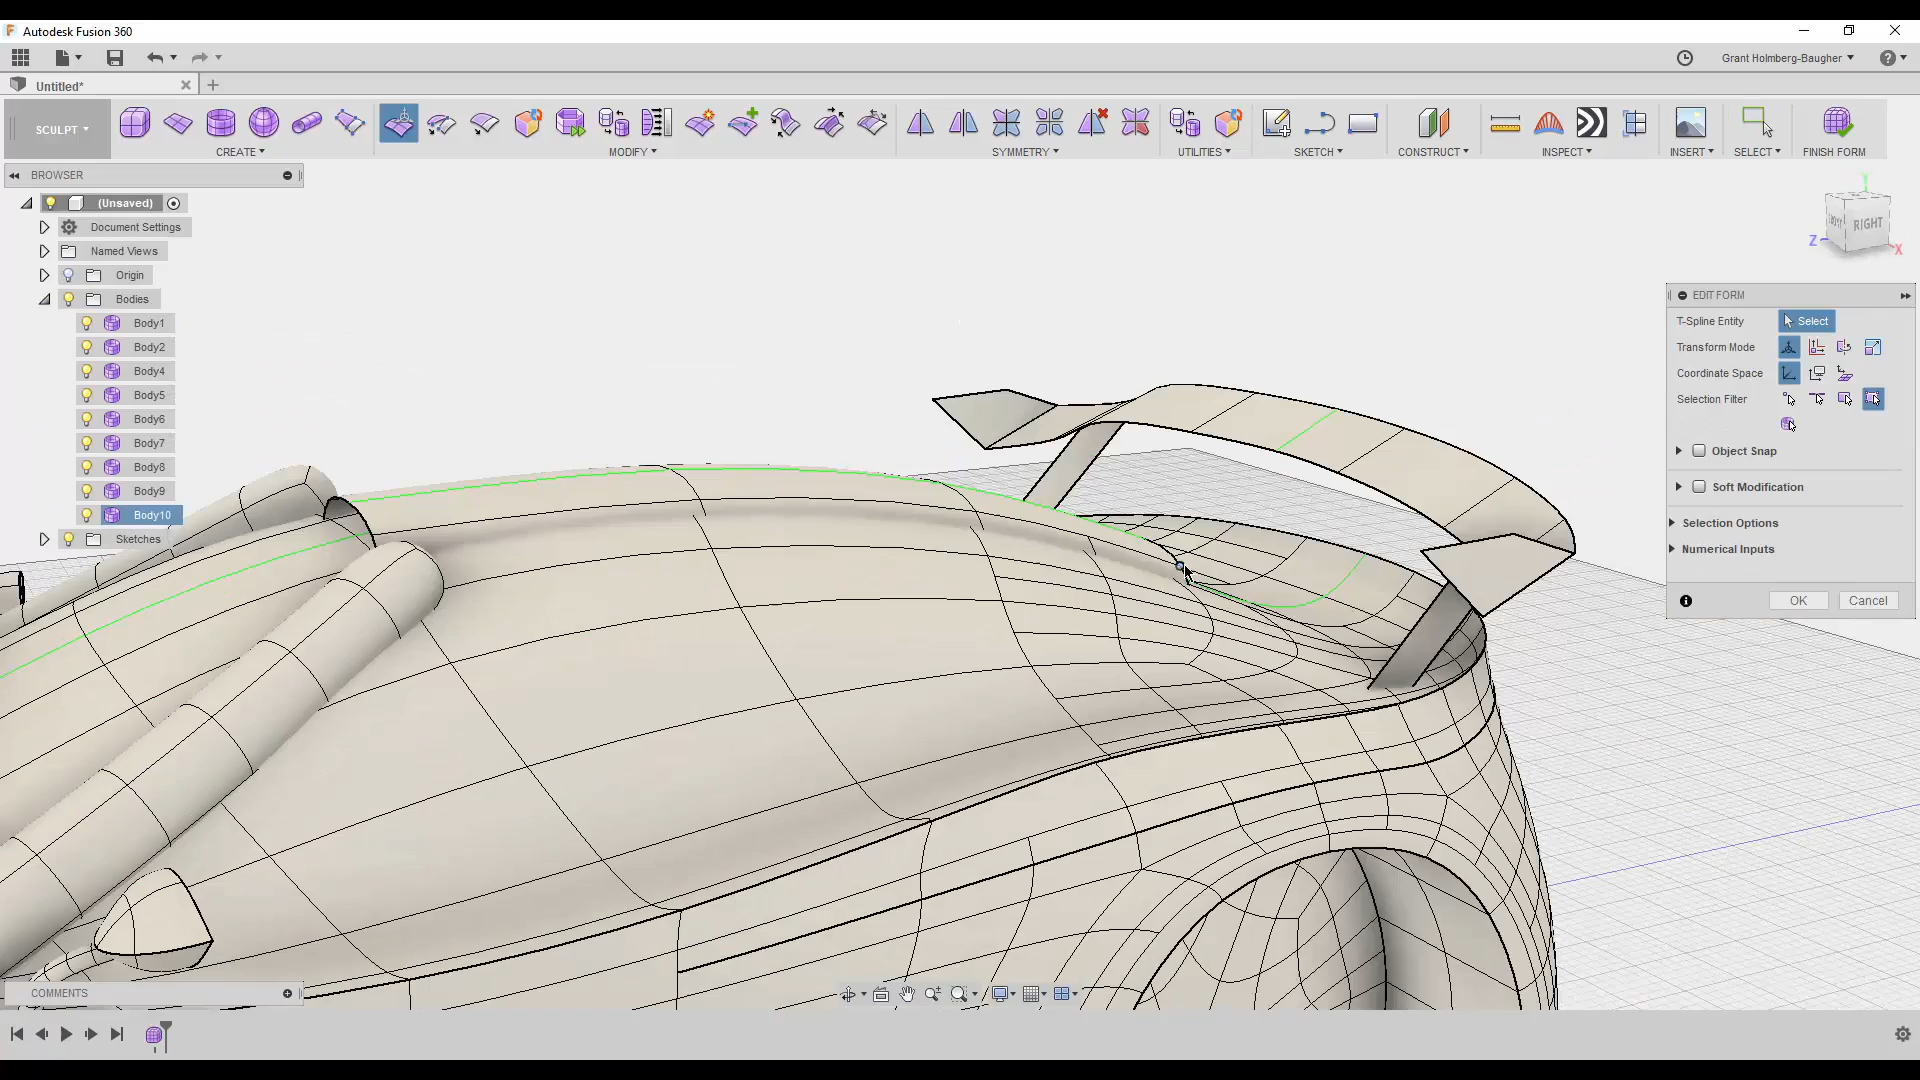 Autodesk Fusion 360
Grant Holmberg-Baugher
Untitled*
SCULPT
CREATE
MODIFY
SYMMETRY
UTILITIES
SKETCH
CONSTRUCT
INSPECT
INSERT
SELECT
FINISH FORM
BROWSER
(Unsaved)
Document Settings
Named Views
Origin
Bodies
Body1
Body2
Body4
Body5
Body6
Body7
Body8
Body9
Body10
Sketches
Y
RIGHT
Z
X
EDIT FORM
T-Spline Entity
Select
Transform Mode
Coordinate Space
Selection Filter
Object Snap
Soft Modification
Selection Options
Numerical Inputs
OK
Cancel
COMMENTS